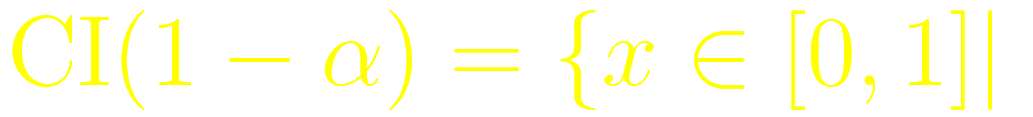 CI(1 − α) = {x ∈ [0, 1]|